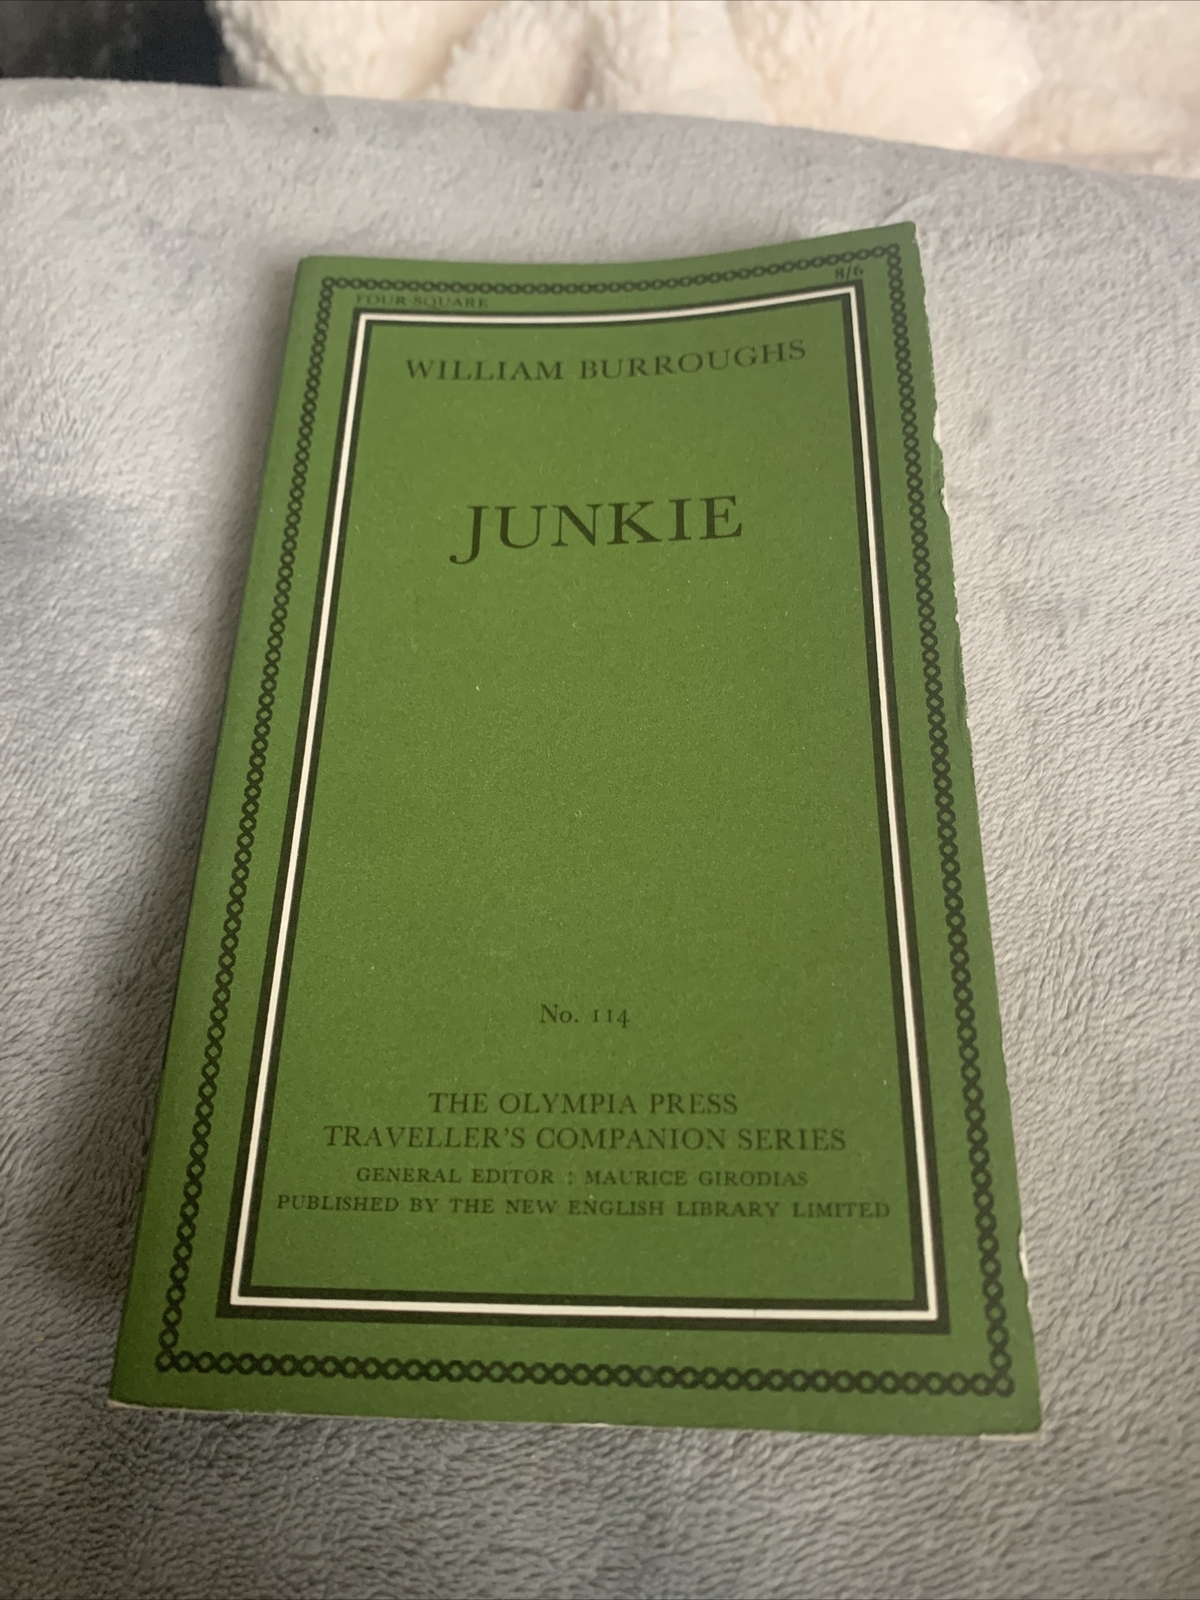 8/6
FOUR SQUARE
WILLIAM BURROUGHS
JUNKIE
No. 114
THE OLYMPIA PRESS
TRAVELLER'S COMPANION SERIES
GENERAL EDITOR : MAURICE GIRODIAS
PUBLISHED BY THE NEW ENGLISH LIBRARY LIMITED